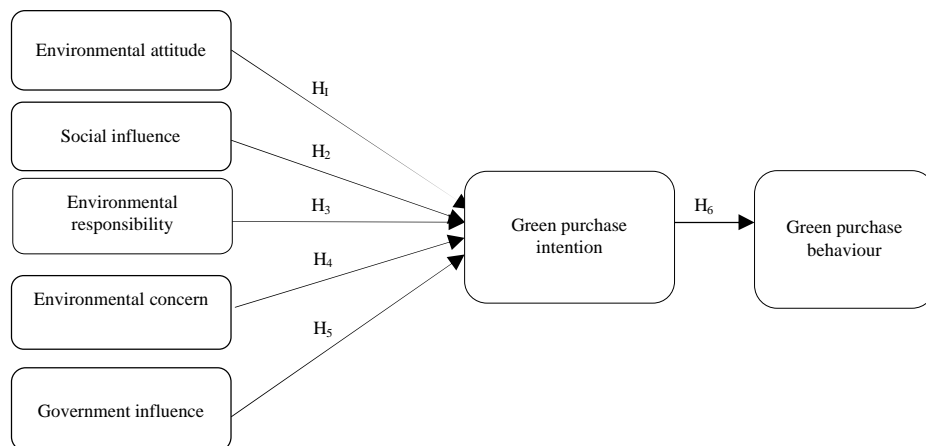 Environmental attitude
H1
Social influence
H2
Environmental
responsibility
H3
Environmental concern
H4
Government influence
H5
Green purchase
intention
H6
Green purchase
behaviour